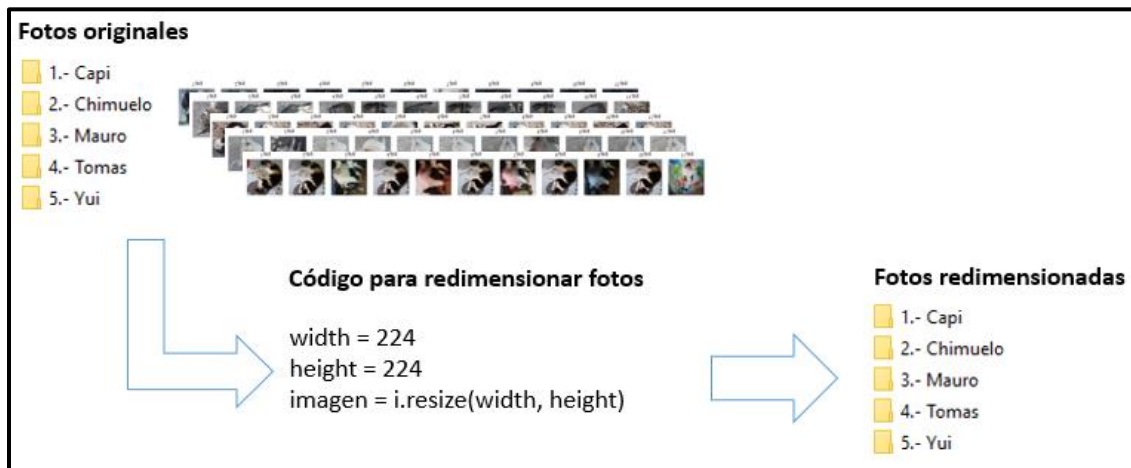 Fotos originales
1.- Capi
2.- Chimuelo
3.- Mauro
4.- Tomas
5.- Yui
Código para redimensionar fotos
width = 224
height = 224
imagen = i.resize(width, height)
Fotos redimensionadas
1.- Capi
2.- Chimuelo
3.- Mauro
4.- Tomas
5.- Yui